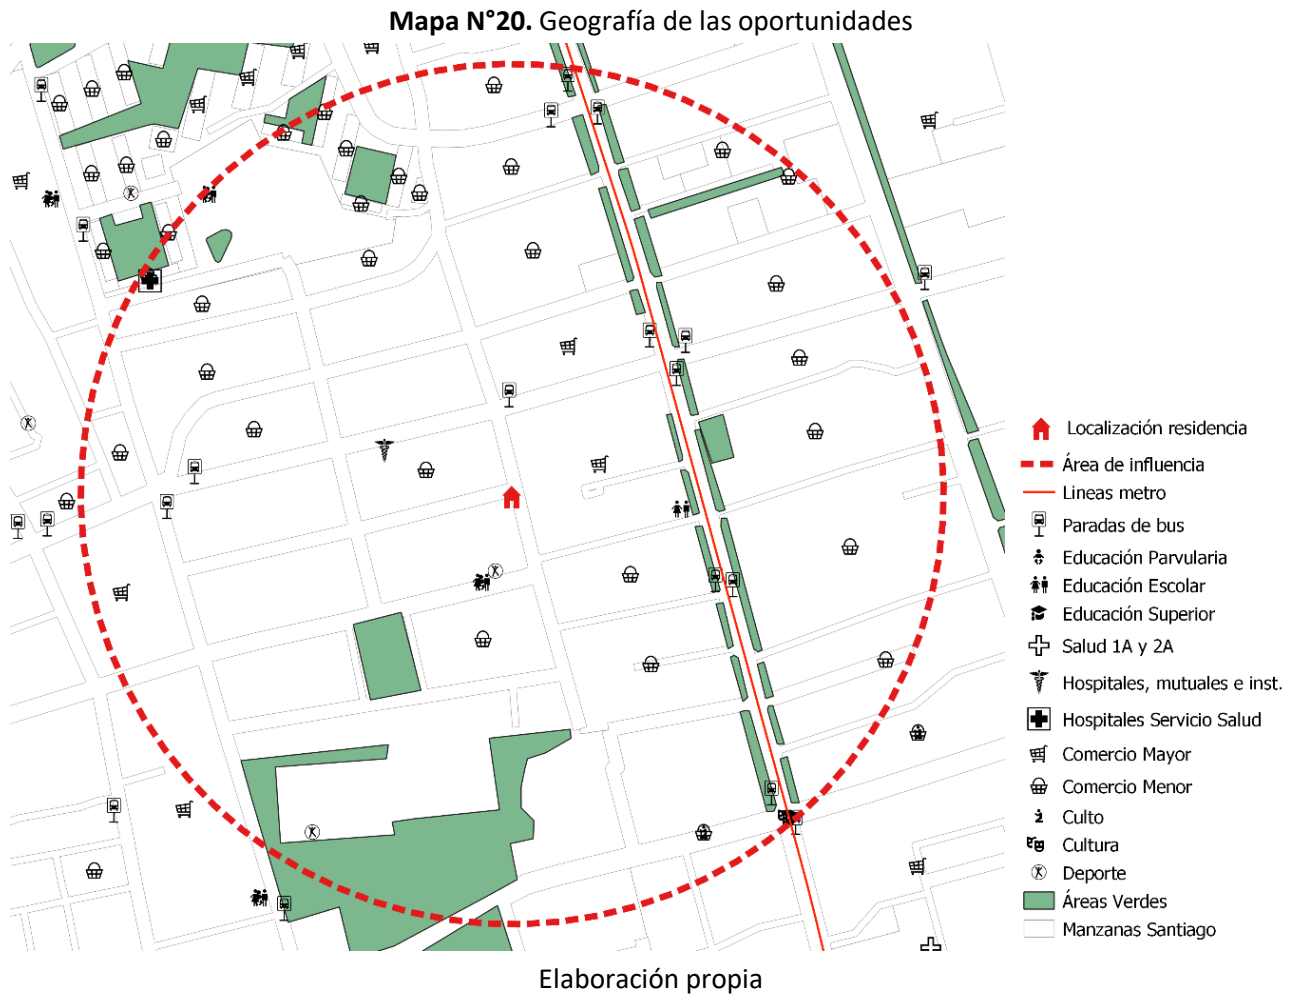 Mapa N°20. Geografía de las oportunidades
Localización residencia
Área de influencia
Lineas metro
Paradas de bus
Educación Parvularia
Educación Escolar
Educación Superior
Salud 1A y 2A
Hospitales, mutuales e inst.
Hospitales Servicio Salud
Comercio Mayor
Comercio Menor
Culto
Cultura
Deporte
Áreas Verdes
Manzanas Santiago
Elaboración propia